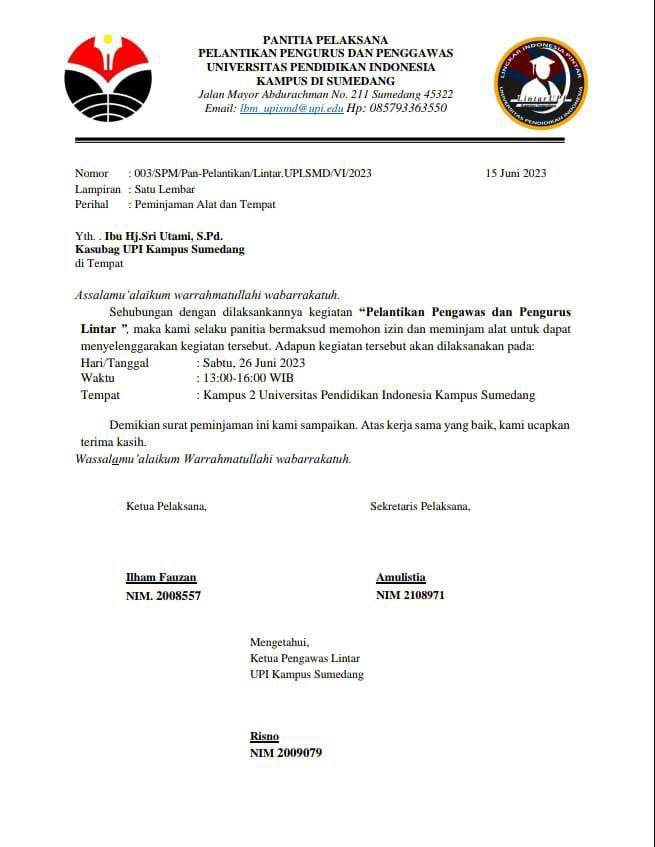 PANITIA PELAKSANA
PELANTIKAN PENGURUS DAN PENGGAWAS
UNIVERSITAS PENDIDIKAN INDONESIA
KAMPUS DI SUMEDANG
Jalan Mayor Abdurachman No. 211 Sumedang 45322
Email: lbm_upismd@upi.edu Hp: 085793363550
LINGKAR INDONESIA PINTAR
Lintar UPI
UNIVERSITAS PENDIDIKAN INDONESIA
Nomor : 003/SPM/Pan-Pelantikan/Lintar.UPI.SMD/VI/2023 15 Juni 2023
Lampiran : Satu Lembar
Perihal : Peminjaman Alat dan Tempat
Yth. . Ibu Hj.Sri Utami, S.Pd.
Kasubag UPI Kampus Sumedang
di Tempat
Assalamu’alaikum warrahmatullahi wabarrakatuh.
Sehubungan dengan dilaksankannya kegiatan “Pelantikan Pengawas dan Pengurus
Lintar ”, maka kami selaku panitia bermaksud memohon izin dan meminjam alat untuk dapat
menyelenggarakan kegiatan tersebut. Adapun kegiatan tersebut akan dilaksanakan pada:
Hari/Tanggal : Sabtu, 26 Juni 2023
Waktu : 13:00-16:00 WIB
Tempat : Kampus 2 Universitas Pendidikan Indonesia Kampus Sumedang
Demikian surat peminjaman ini kami sampaikan. Atas kerja sama yang baik, kami ucapkan
terima kasih.
Wassalamu’alaikum Warrahmatullahi wabarrakatuh.
Ketua Pelaksana, Sekretaris Pelaksana,
Ilham Fauzan Amulistia
NIM. 2008557 NIM 2108971
Mengetahui,
Ketua Pengawas Lintar
UPI Kampus Sumedang
Risno
NIM 2009079